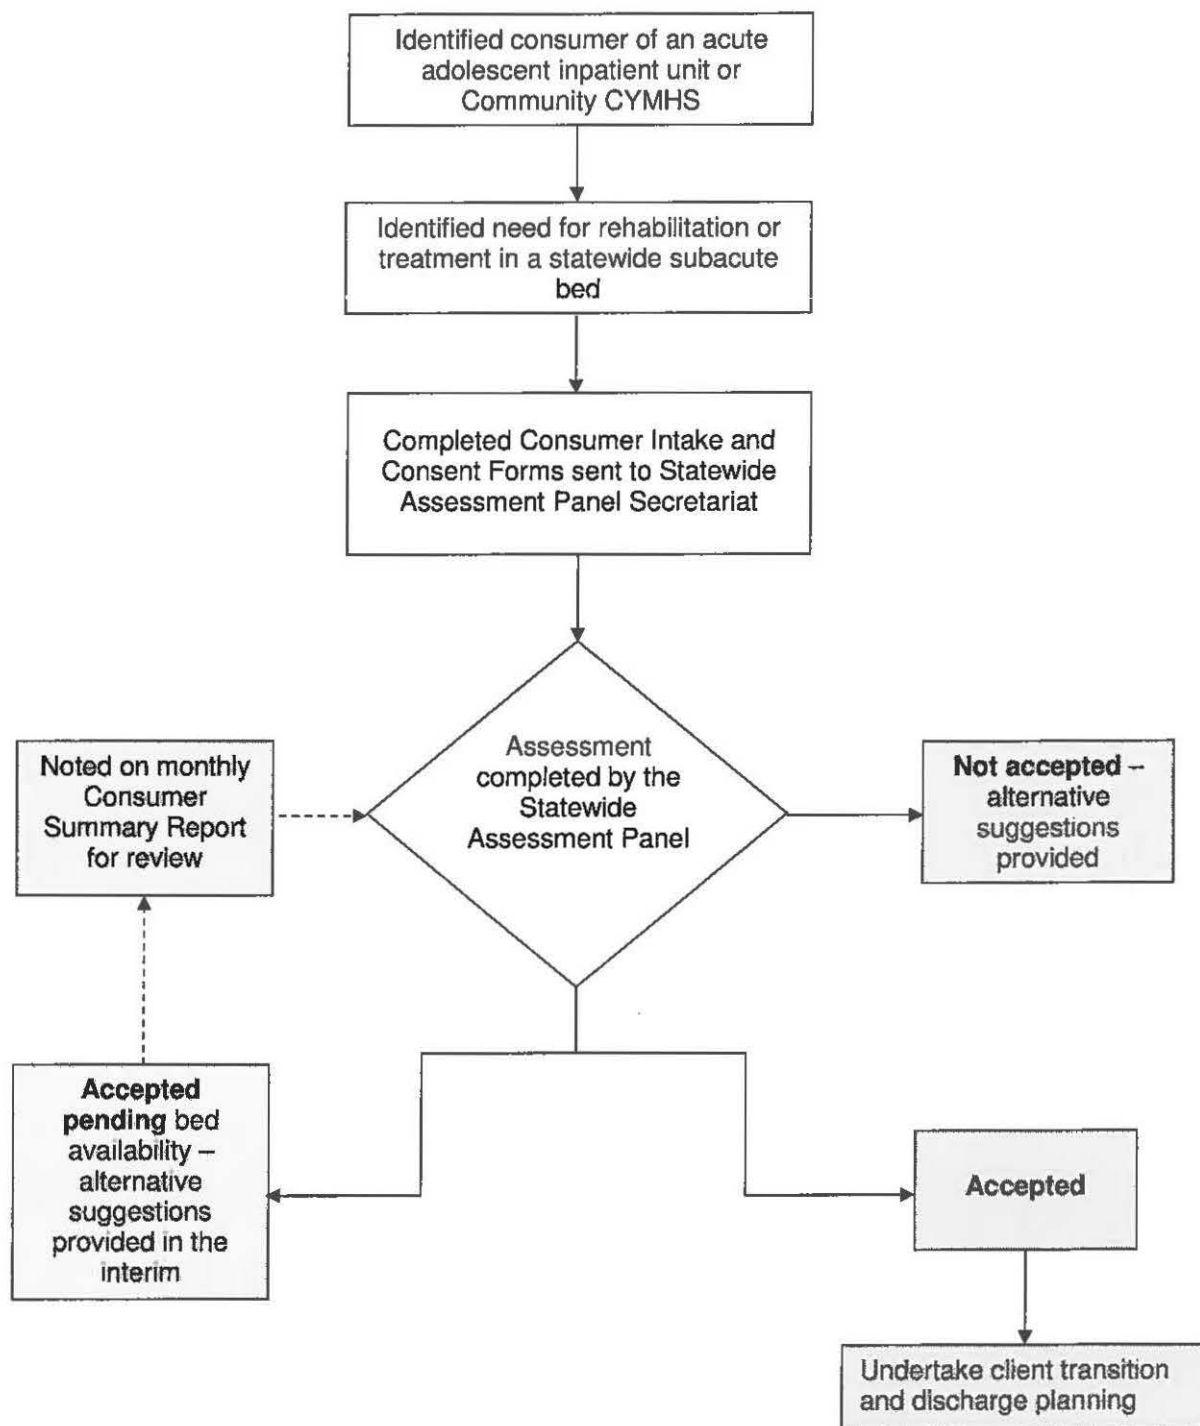 Identified consumer of an acute
adolescent inpatient unit or
Community CYMHS
Identified need for rehabilitation or
treatment in a statewide subacute
bed
Completed Consumer Intake and
Consent Forms sent to Statewide
Assessment Panel Secretariat
Assessment
completed by the
Statewide
Assessment Panel
Noted on monthly
Consumer
Summary Report
for review
Not accepted –
alternative
suggestions
provided
Accepted
pending bed
availability –
alternative
suggestions
provided in the
interim
Accepted
Undertake client transition
and discharge planning